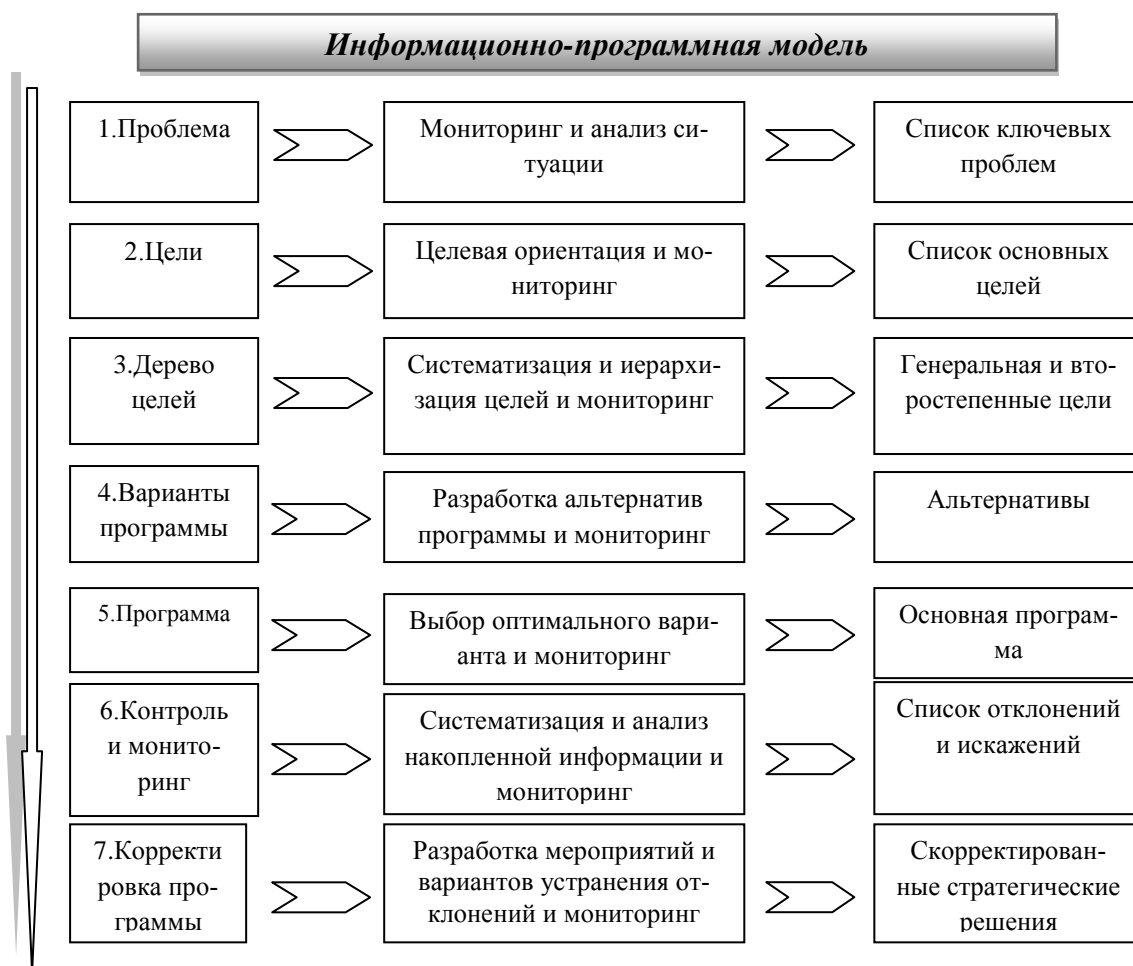 Информационно-программная модель
1.Проблема
Мониторинг и анализ си-
туации
Список ключевых
проблем
2.Цели
Целевая ориентация и мо-
ниторинг
Список основных
целей
3.Дерево
целей
Систематизация и иерархи-
зация целей и мониторинг
Генеральная и вто-
ростепенные цели
4.Варианты
программы
Разработка альтернатив
программы и мониторинг
Альтернативы
5.Программа
Выбор оптимального вари-
анта и мониторинг
Основная програм-
ма
6.Контроль
и монито-
ринг
Систематизация и анализ
накопленной информации и
мониторинг
Список отклонений
и искажений
7.Корректи
ровка про-
граммы
Разработка мероприятий и
вариантов устранения от-
клонений и мониторинг
Скорректирован-
ные стратегические
решения